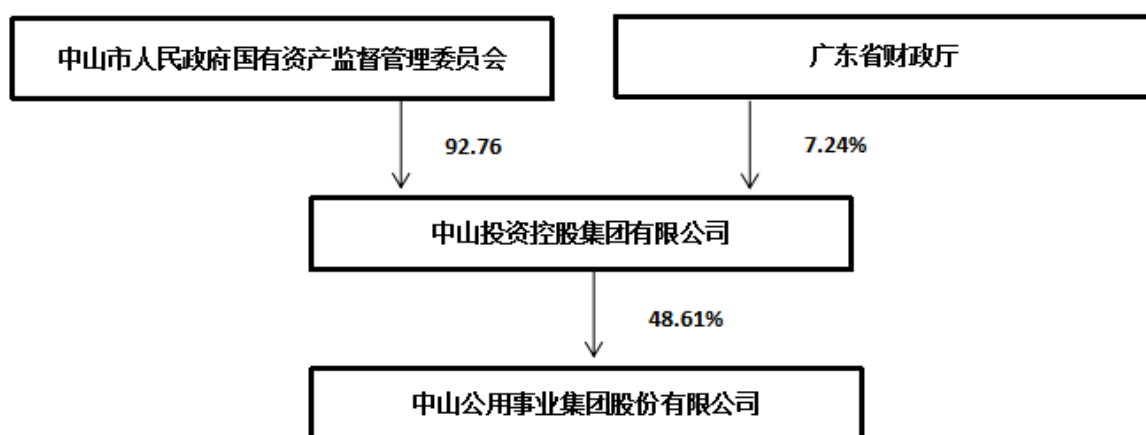 中山市人民政府国有资产监督管理委员会
广东省财政厅
92.76
7.24%
中山投资控股集团有限公司
48.61%
中山公用事业集团股份有限公司